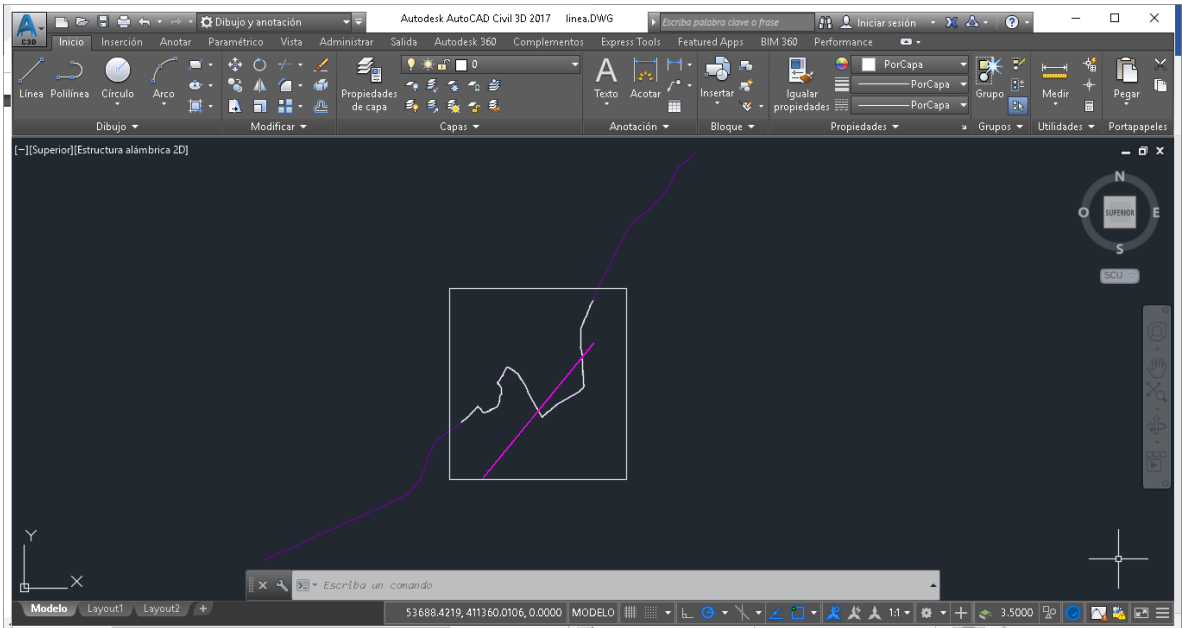 Dibujo y anotación
Autodesk AutoCAD Civil 3D 2017 linea.DWG
Escriba palabra clave o frase
Iniciar sesión
C3D
Inicio Inserción Anotar Paramétrico Vista Administrar Salida Autodesk 360 Complementos Express Tools Featured Apps BIM 360 Performance
0
PorCapa
PorCapa
PorCapa
Línea Polilínea Círculo Arco
Propiedades de capa
Texto Acotar
Insertar
Igualar propiedades
Grupo
Medir
Pegar
Dibujo Modificar Capas Anotación Bloque Propiedades Grupos Utilidades Portapapeles
[−][Superior][Estructura alámbrica 2D]
N
O SUPERIOR E
S
SCU
Y
X
Escriba un comando
Modelo Layout1 Layout2 +
53688.4219, 411360.0106, 0.0000 MODELO 1:1 3.5000